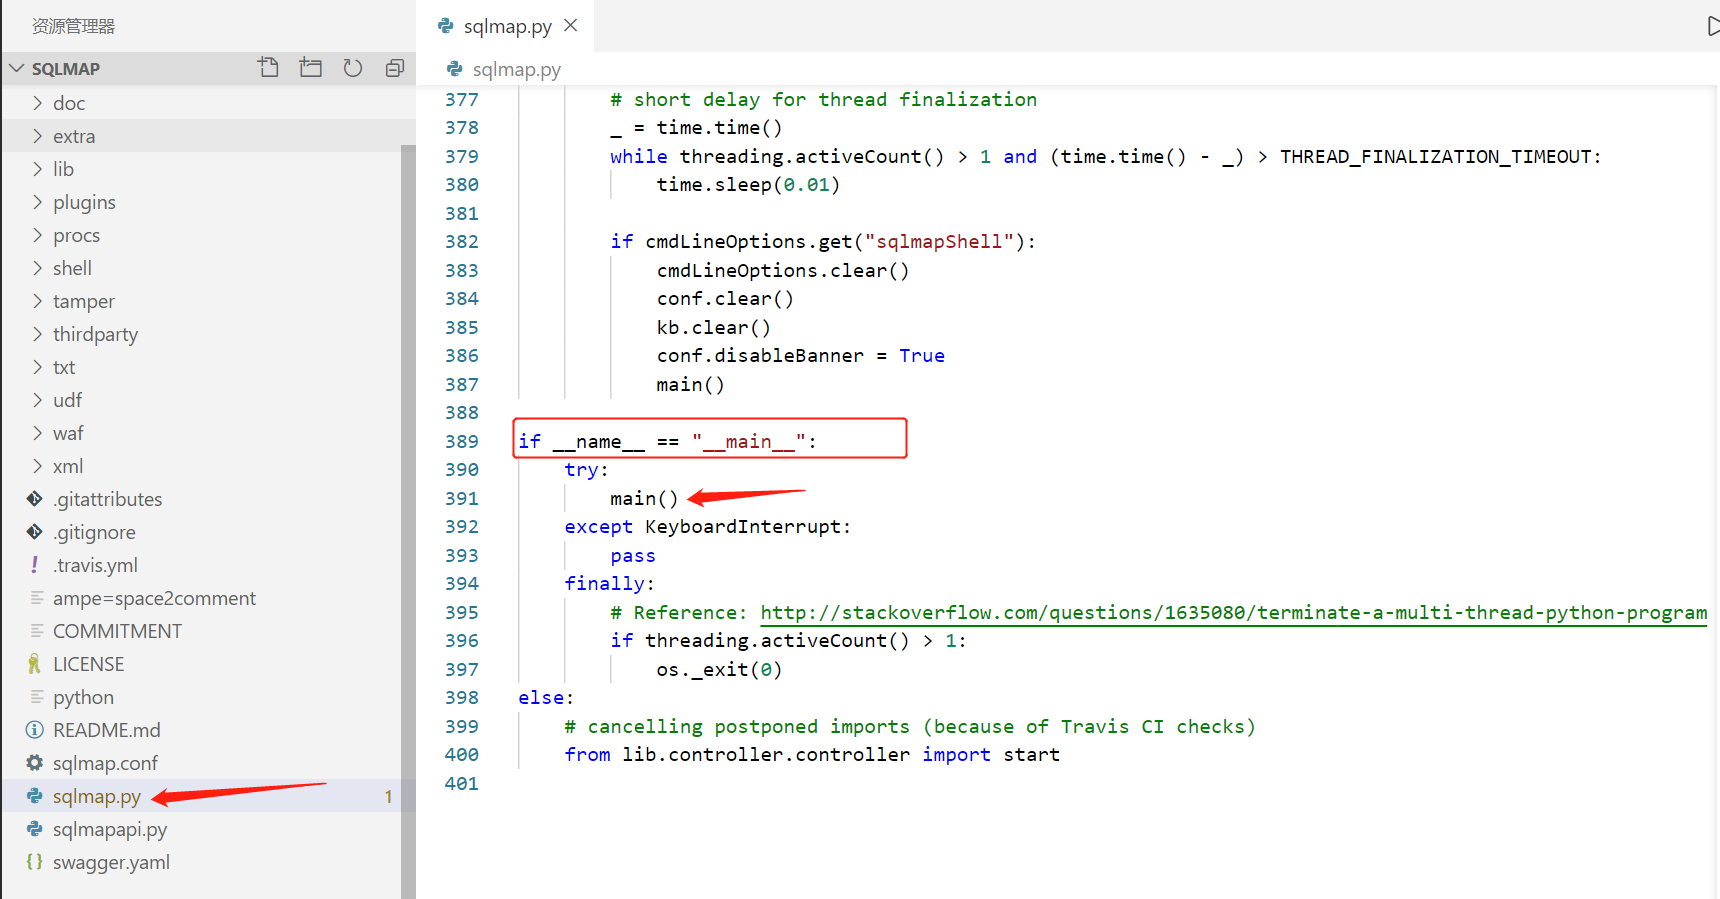 资源管理器
SQLMAP
doc
extra
lib
plugins
procs
shell
tamper
thirdparty
txt
udf
waf
xml
.gitattributes
.gitignore
.travis.yml
ampe=space2comment
COMMITMENT
LICENSE
python
README.md
sqlmap.conf
sqlmap.py 1
sqlmapapi.py
swagger.yaml
sqlmap.py
sqlmap.py
377 # short delay for thread finalization
378 _ = time.time()
379 while threading.activeCount() > 1 and (time.time() - _) > THREAD_FINALIZATION_TIMEOUT:
380 time.sleep(0.01)
381
382 if cmdLineOptions.get("sqlmapShell"):
383 cmdLineOptions.clear()
384 conf.clear()
385 kb.clear()
386 conf.disableBanner = True
387 main()
388
389 if __name__ == "__main__":
390 try:
391 main()
392 except KeyboardInterrupt:
393 pass
394 finally:
395 # Reference: http://stackoverflow.com/questions/1635080/terminate-a-multi-thread-python-program
396 if threading.activeCount() > 1:
397 os._exit(0)
398 else:
399 # cancelling postponed imports (because of Travis CI checks)
400 from lib.controller.controller import start
401